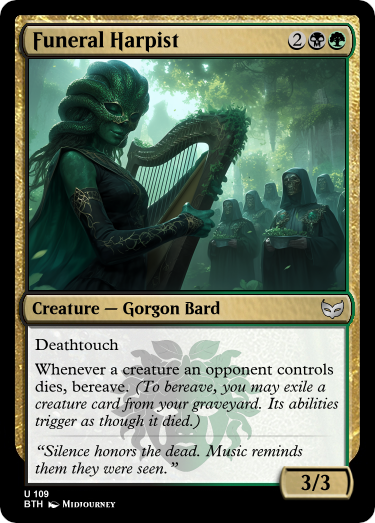 Funeral Harpist 2
Creature — Gorgon Bard
Deathtouch
Whenever a creature an opponent controls
dies, bereave. (To bereave, you may exile a
creature card from your graveyard. Its abilities
trigger as though it died.)
“Silence honors the dead. Music reminds
them they were seen.”
3/3
U 109
BTH Midjourney